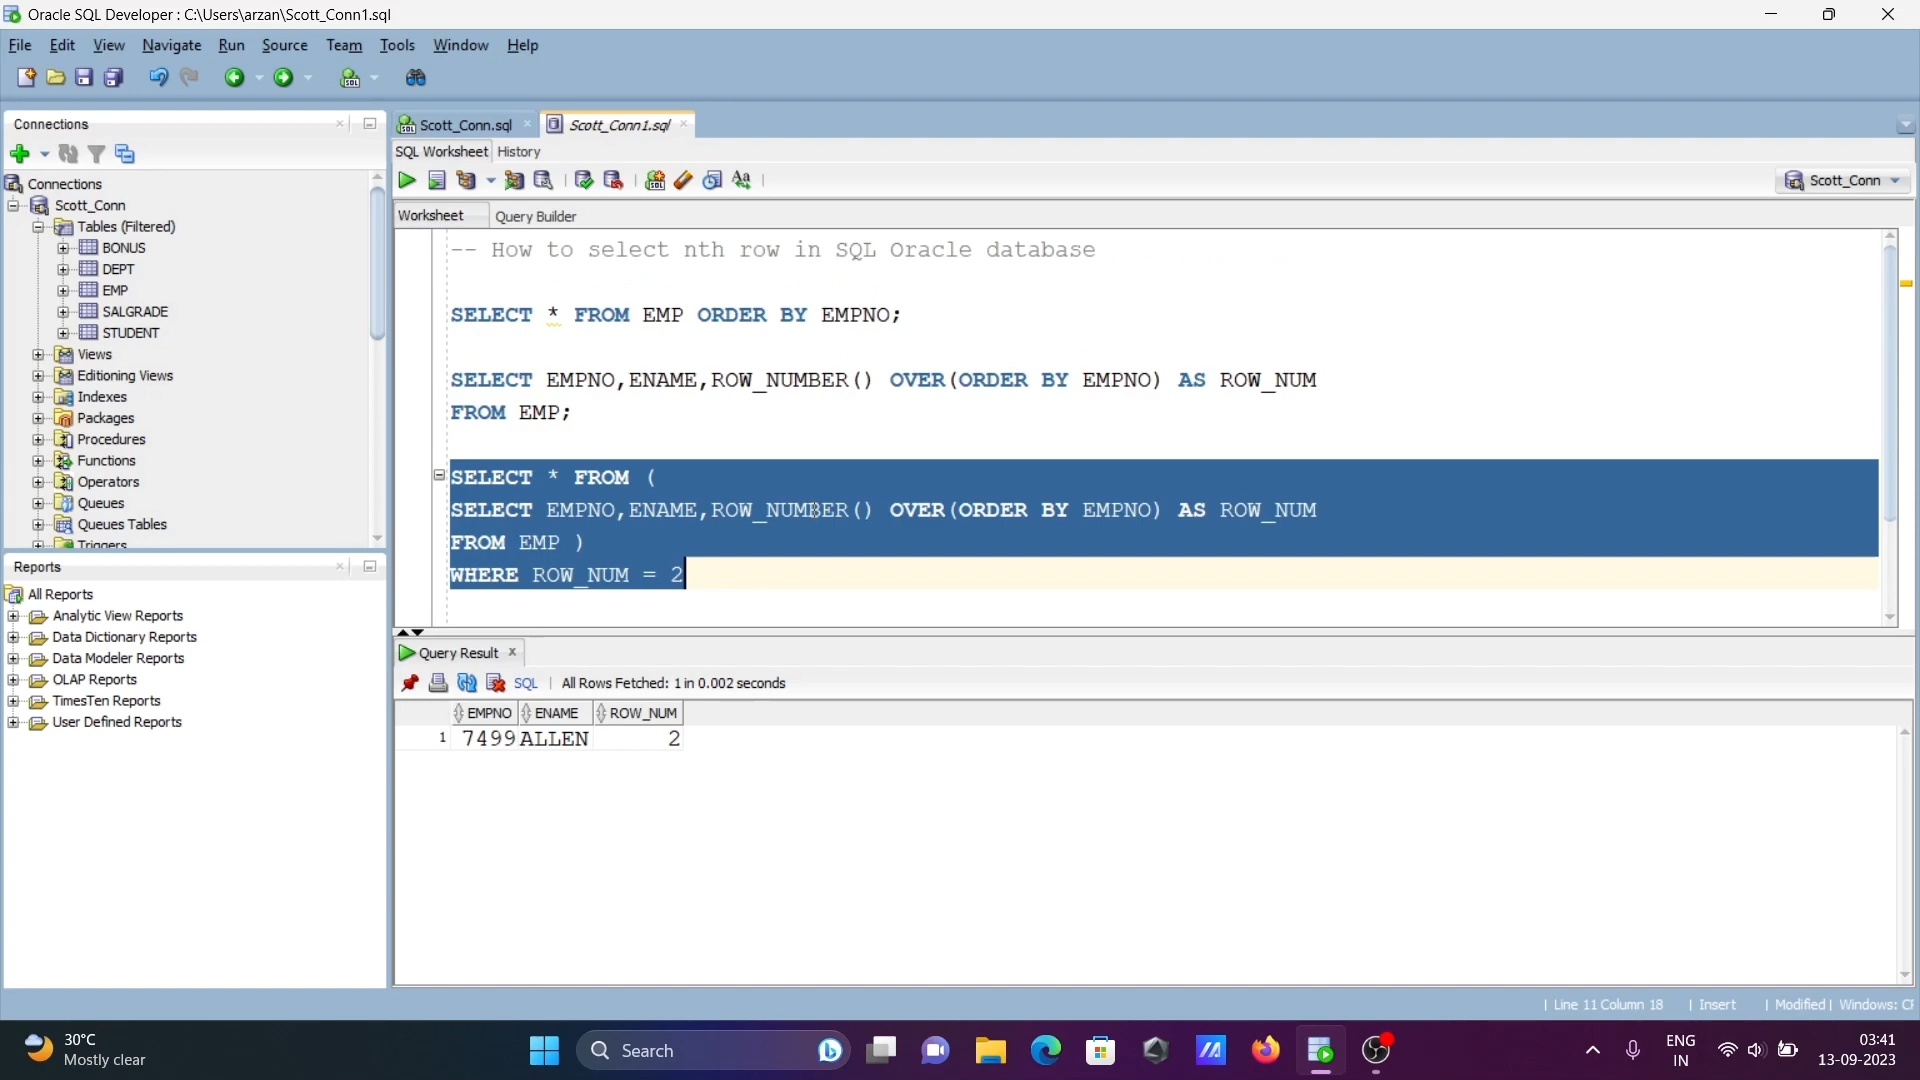 Oracle SQL Developer : C:\Users\arzan\Scott_Conn1.sql
File Edit View Navigate Run Source Team Tools Window Help
Connections
Scott_Conn.sql
Scott_Conn1.sql
SQL Worksheet History
Scott_Conn
Worksheet Query Builder
Connections
Scott_Conn
Tables (Filtered)
BONUS
DEPT
EMP
SALGRADE
STUDENT
Views
Editioning Views
Indexes
Packages
Procedures
Functions
Operators
Queues
Queues Tables
Triggers
-- How to select nth row in SQL Oracle database
SELECT * FROM EMP ORDER BY EMPNO;
SELECT EMPNO,ENAME,ROW_NUMBER() OVER(ORDER BY EMPNO) AS ROW_NUM
FROM EMP;
SELECT * FROM (
SELECT EMPNO,ENAME,ROW_NUMBER() OVER(ORDER BY EMPNO) AS ROW_NUM
FROM EMP )
WHERE ROW_NUM = 2
Reports
All Reports
Analytic View Reports
Data Dictionary Reports
Data Modeler Reports
OLAP Reports
TimesTen Reports
User Defined Reports
Query Result
SQL | All Rows Fetched: 1 in 0.002 seconds
EMPNO ENAME ROW_NUM
1 7499 ALLEN 2
| Line 11 Column 18 | Insert | Modified | Windows: CF
30°C
Mostly clear
Search
ENG
IN
03:41
13-09-2023